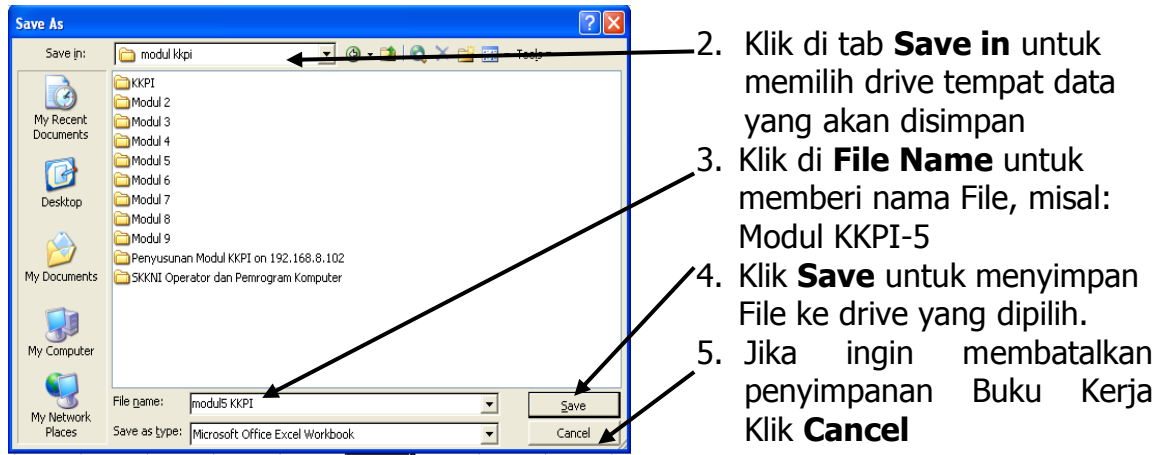 Save As
Save in:
modul kkpi
Tools
KKPI
Modul 2
Modul 3
Modul 4
Modul 5
Modul 6
Modul 7
Modul 8
Modul 9
Penyusunan Modul KKPI on 192.168.8.102
SKKNI Operator dan Pemrogram Komputer
My Recent
Documents
Desktop
My Documents
My Computer
My Network
Places
File name:
modul5 KKPI
Save
Save as type:
Microsoft Office Excel Workbook
Cancel
2. Klik di tab Save in untuk
memilih drive tempat data
yang akan disimpan
3. Klik di File Name untuk
memberi nama File, misal:
Modul KKPI-5
4. Klik Save untuk menyimpan
File ke drive yang dipilih.
5. Jika ingin membatalkan
penyimpanan Buku Kerja
Klik Cancel